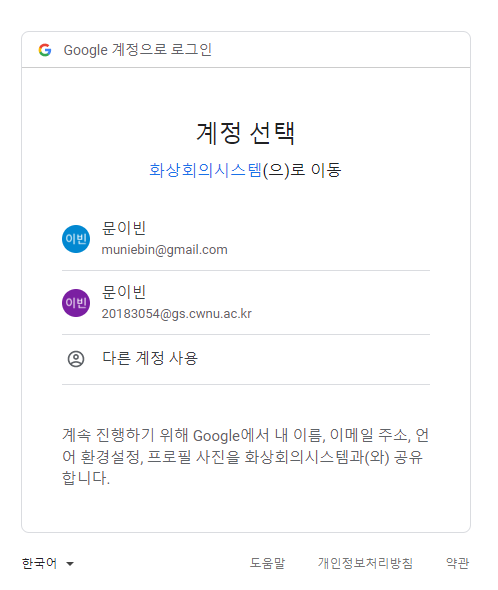 Google 계정으로 로그인
계정 선택
화상회의시스템(으)로 이동
이빈
문이빈
muniebin@gmail.com
이빈
문이빈
20183054@gs.cwnu.ac.kr
다른 계정 사용
계속 진행하기 위해 Google에서 내 이름, 이메일 주소, 언
어 환경설정, 프로필 사진을 화상회의시스템과(와) 공유
합니다.
한국어
도움말 개인정보처리방침 약관